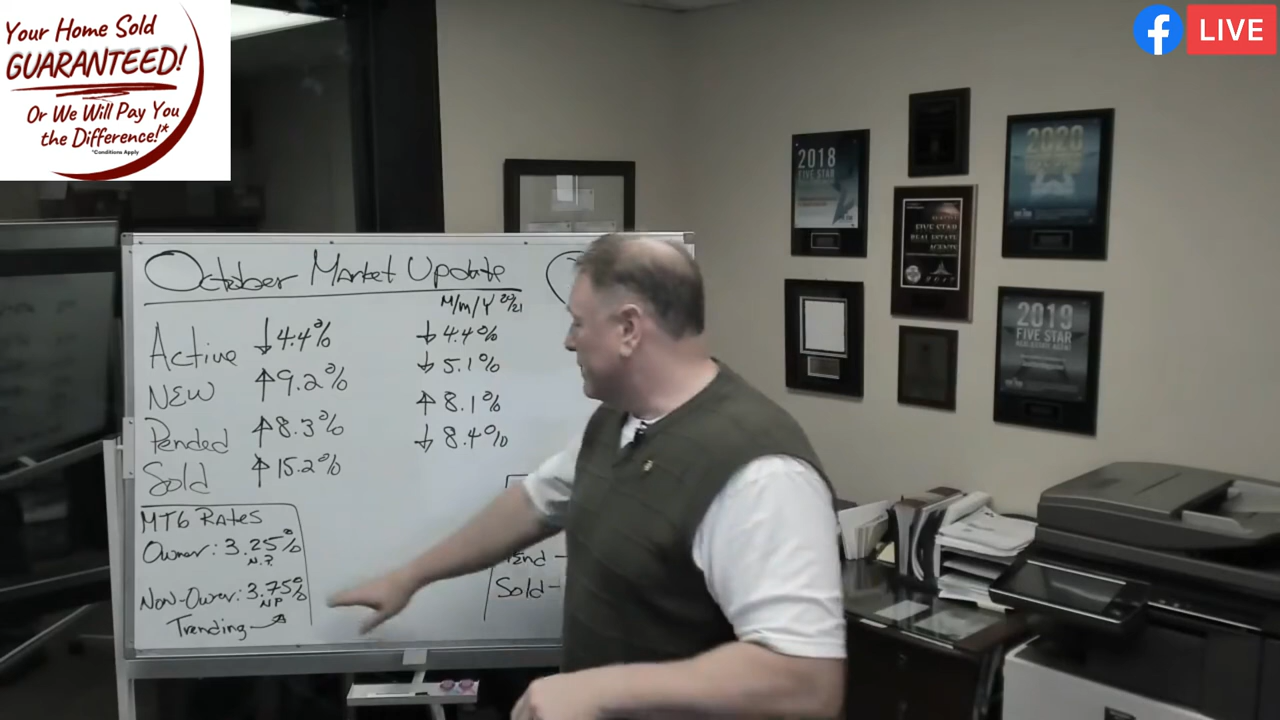 Your Home Sold
GUARANTEED!
Or We Will Pay You
the Difference!*
*Conditions Apply
LIVE
October Market Update
M/M/Y 20/21
Active ↓4.4% ↓4.4%
NEW ↑9.2% ↓5.1%
Pended ↑8.3% ↑8.1%
Sold ↑15.2% ↓8.4%
MTG Rates
Owner: 3.25%
N.P.
Non-Owner: 3.75%
NP
Trending
Pend -
Sold -
2018
FIVE STAR
2020
FIVE STAR
REAL ESTATE
AGENTS
2019
FIVE STAR
REAL ESTATE AGENT